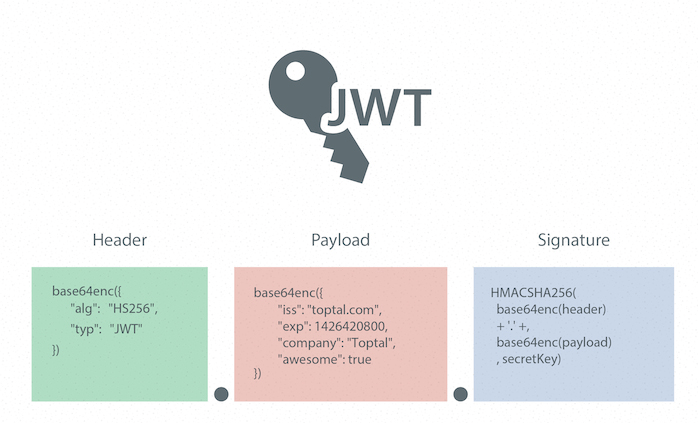 JWT
Header
Payload
Signature
base64enc({
"alg": "HS256",
"typ": "JWT"
})
base64enc({
"iss": "toptal.com",
"exp": 1426420800,
"company": "Toptal",
"awesome": true
})
HMACSHA256(
base64enc(header)
+ '.' +,
base64enc(payload)
, secretKey)